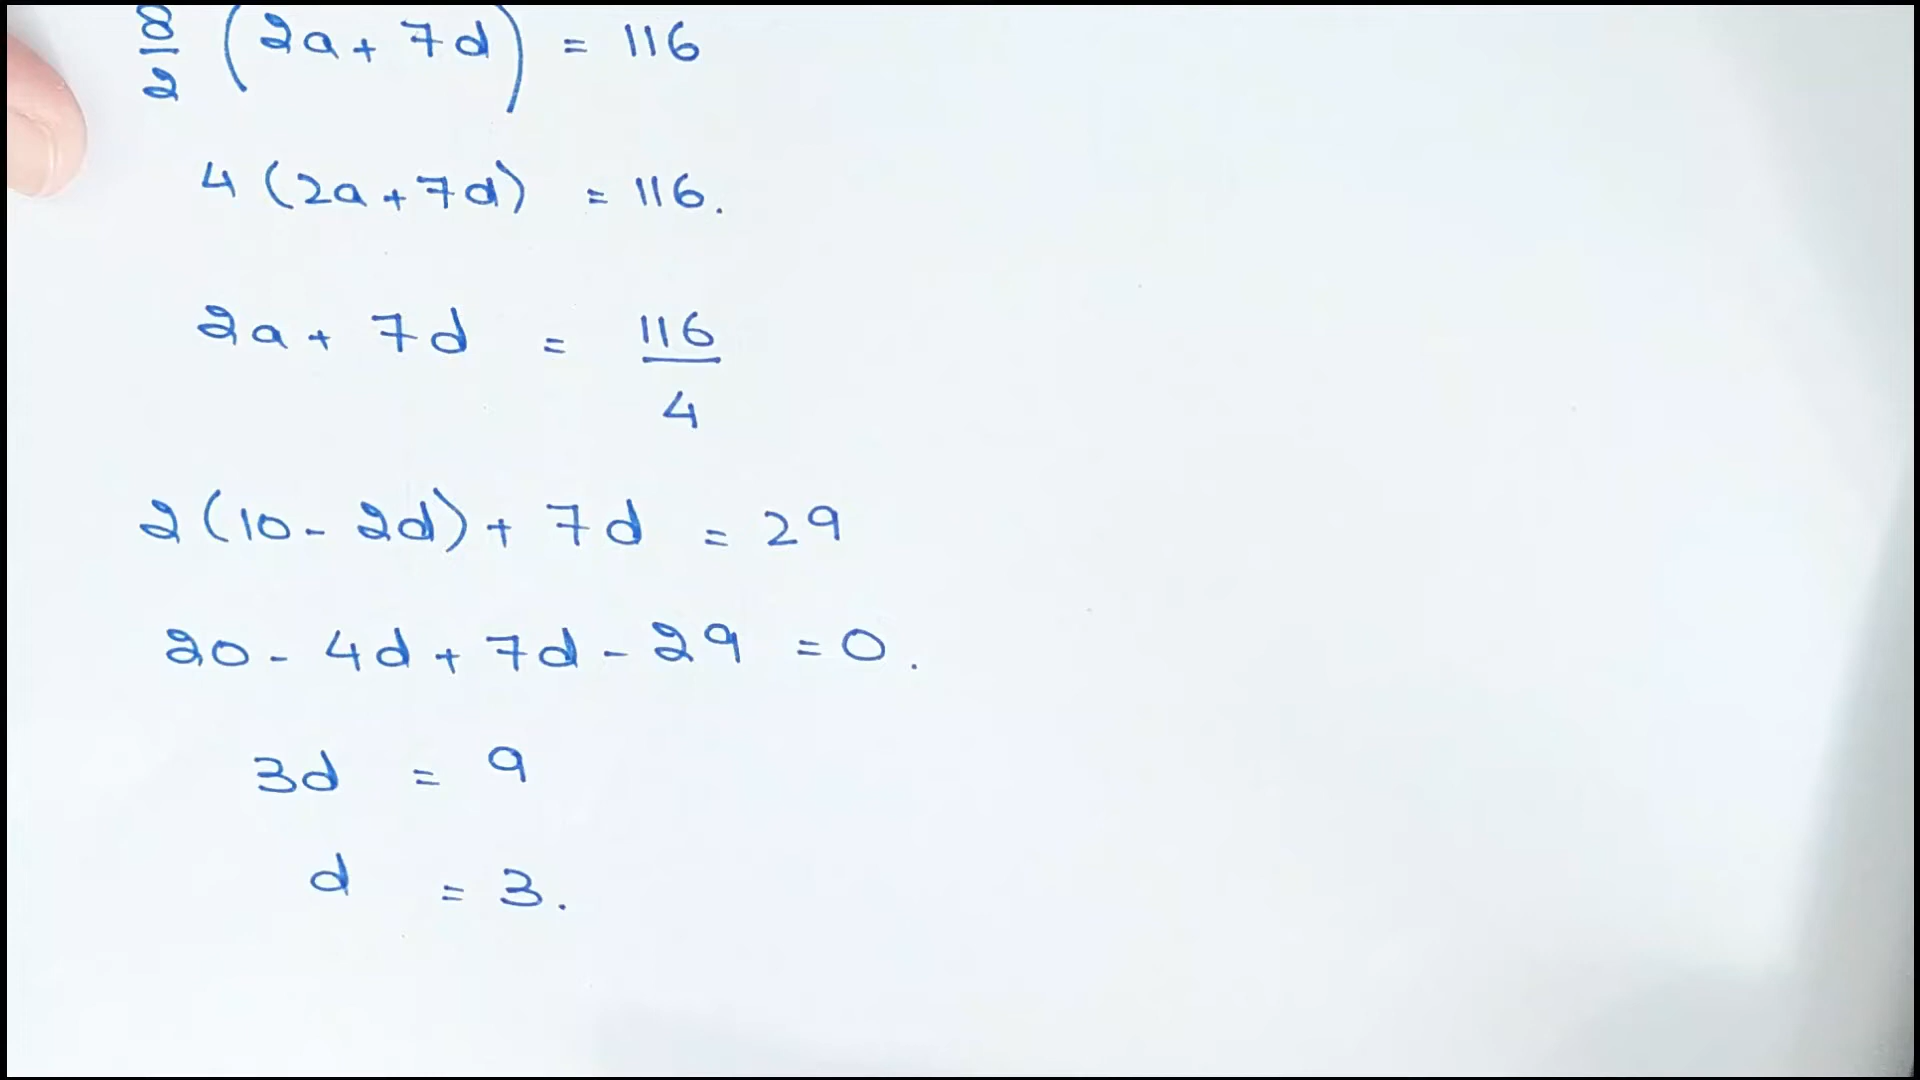 8/2 (2a + 7d) = 116
4 (2a + 7d) = 116.
2a + 7d = 116/4
2(10 - 2d) + 7d = 29
20 - 4d + 7d - 29 = 0.
3d = 9
d = 3.